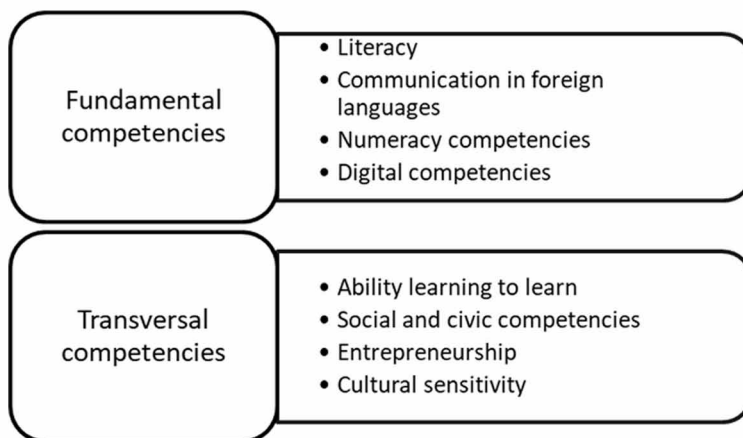 Fundamental
competencies
• Literacy
• Communication in foreign
languages
• Numeracy competencies
• Digital competencies
Transversal
competencies
• Ability learning to learn
• Social and civic competencies
• Entrepreneurship
• Cultural sensitivity